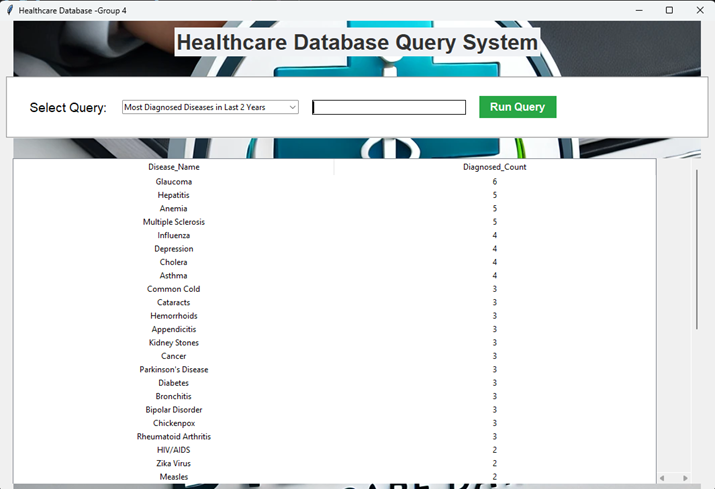 Healthcare Database -Group 4
Healthcare Database Query System
Select Query: Most Diagnosed Diseases in Last 2 Years Run Query
Disease_Name Diagnosed_Count
Glaucoma 6
Hepatitis 5
Anemia 5
Multiple Sclerosis 5
Influenza 4
Depression 4
Cholera 4
Asthma 4
Common Cold 3
Cataracts 3
Hemorrhoids 3
Appendicitis 3
Kidney Stones 3
Cancer 3
Parkinson's Disease 3
Diabetes 3
Bronchitis 3
Bipolar Disorder 3
Chickenpox 3
Rheumatoid Arthritis 3
HIV/AIDS 2
Zika Virus 2
Measles 2